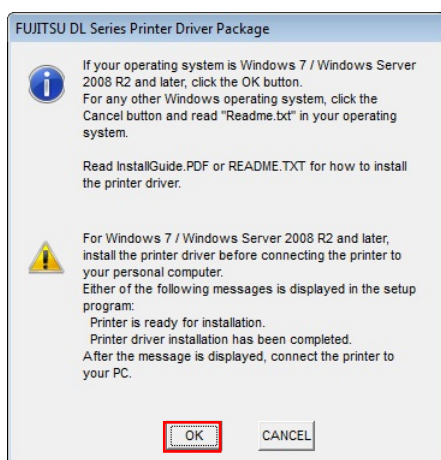 FUJITSU DL Series Printer Driver Package
If your operating system is Windows 7 / Windows Server
2008 R2 and later, click the OK button.
For any other Windows operating system, click the
Cancel button and read "Readme.txt" in your operating
system.
Read InstallGuide.PDF or README.TXT for how to install
the printer driver.
For Windows 7 / Windows Server 2008 R2 and later,
install the printer driver before connecting the printer to
your personal computer.
Either of the following messages is displayed in the setup
program:
Printer is ready for installation.
Printer driver installation has been completed.
After the message is displayed, connect the printer to
your PC.
OK
CANCEL